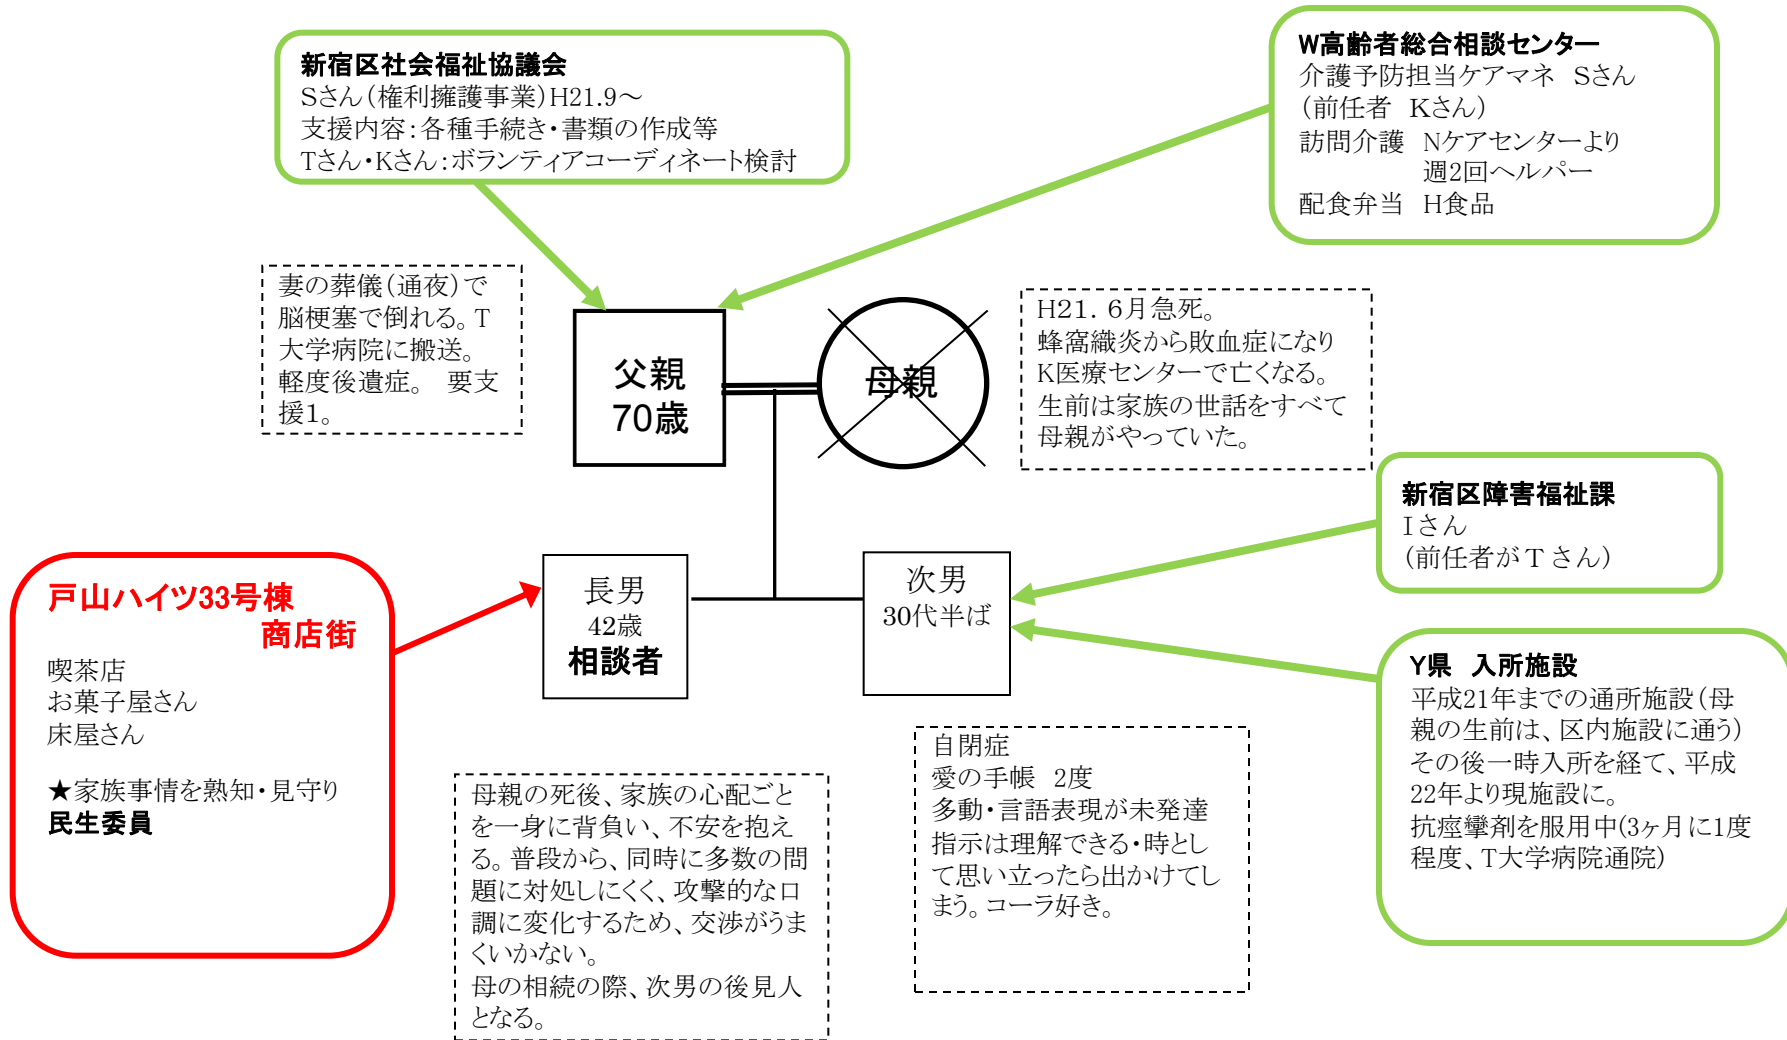 新宿区社会福祉協議会
Sさん(権利擁護事業)H21.9～
支援内容:各種手続き・書類の作成等
Tさん・Kさん:ボランティアコーディネート検討
W高齢者総合相談センター
介護予防担当ケアマネ Sさん
(前任者 Kさん)
訪問介護 Nケアセンターより
週2回ヘルパー
配食弁当 H食品
妻の葬儀(通夜)で
脳梗塞で倒れる。T
大学病院に搬送。
軽度後遺症。 要支
援1。
父親
70歳
母親
H21. 6月急死。
蜂窩織炎から敗血症になり
K医療センターで亡くなる。
生前は家族の世話をすべて
母親がやっていた。
新宿区障害福祉課
Iさん
(前任者がTさん)
戸山ハイツ33号棟
商店街
喫茶店
お菓子屋さん
床屋さん
★家族事情を熟知・見守り
民生委員
長男
42歳
相談者
次男
30代半ば
Y県 入所施設
平成21年までの通所施設(母
親の生前は、区内施設に通う)
その後一時入所を経て、平成
22年より現施設に。
抗痙攣剤を服用中(3ヶ月に1度
程度、T大学病院通院)
母親の死後、家族の心配ごと
を一身に背負い、不安を抱え
る。普段から、同時に多数の問
題に対処しにくく、攻撃的な口
調に変化するため、交渉がうま
くいかない。
母の相続の際、次男の後見人
となる。
自閉症
愛の手帳 2度
多動・言語表現が未発達
指示は理解できる・時とし
て思い立ったら出かけてし
まう。コーラ好き。